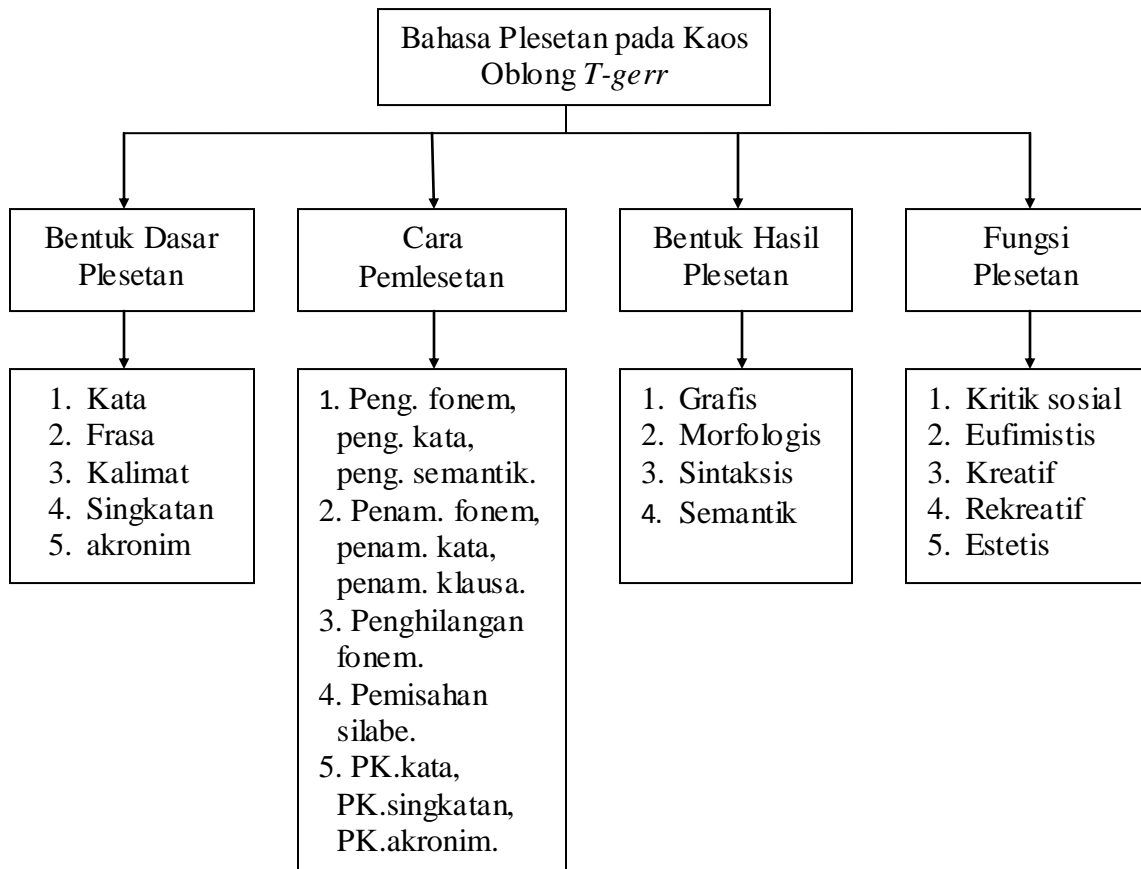 Bahasa Plesetan pada Kaos
Oblong T-gerr
Bentuk Dasar
Plesetan
Cara
Pemlesetan
Bentuk Hasil
Plesetan
Fungsi
Plesetan
1. Kata
2. Frasa
3. Kalimat
4. Singkatan
5. akronim
1. Peng. fonem,
peng. kata,
peng. semantik.
2. Penam. fonem,
penam. kata,
penam. klausa.
3. Penghilangan
fonem.
4. Pemisahan
silabe.
5. PK.kata,
PK.singkatan,
PK.akronim.
1. Grafis
2. Morfologis
3. Sintaksis
4. Semantik
1. Kritik sosial
2. Eufimistis
3. Kreatif
4. Rekreatif
5. Estetis